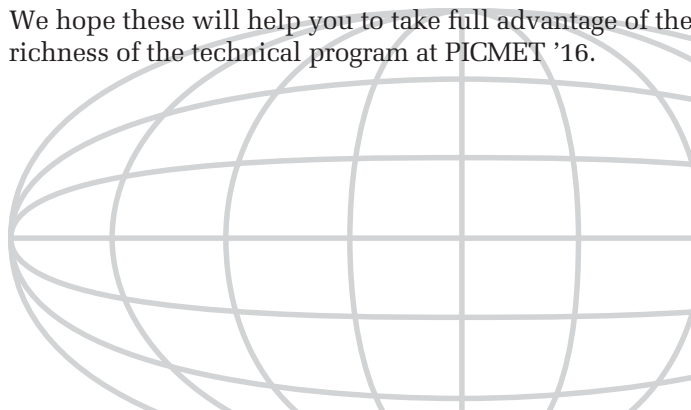 We hope these will help you to take full advantage of the
richness of the technical program at PICMET ’16.